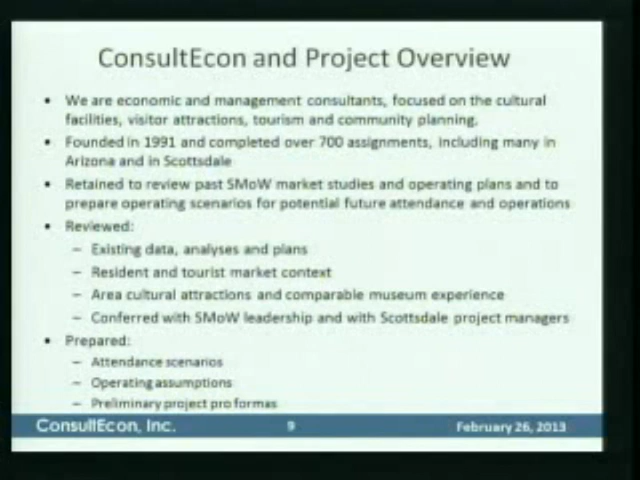 ConsultEcon and Project Overview
• We are economic and management consultants, focused on the cultural
facilities, visitor attractions, tourism and community planning.
• Founded in 1991 and completed over 700 assignments, including many in
Arizona and in Scottsdale
• Retained to review past SMoW market studies and operating plans and to
prepare operating scenarios for potential future attendance and operations
• Reviewed:
– Existing data, analyses and plans
– Resident and tourist market context
– Area cultural attractions and comparable museum experience
– Conferred with SMoW leadership and with Scottsdale project managers
• Prepared:
– Attendance scenarios
– Operating assumptions
– Preliminary project pro formas
ConsultEcon, Inc. 9 February 26, 2013